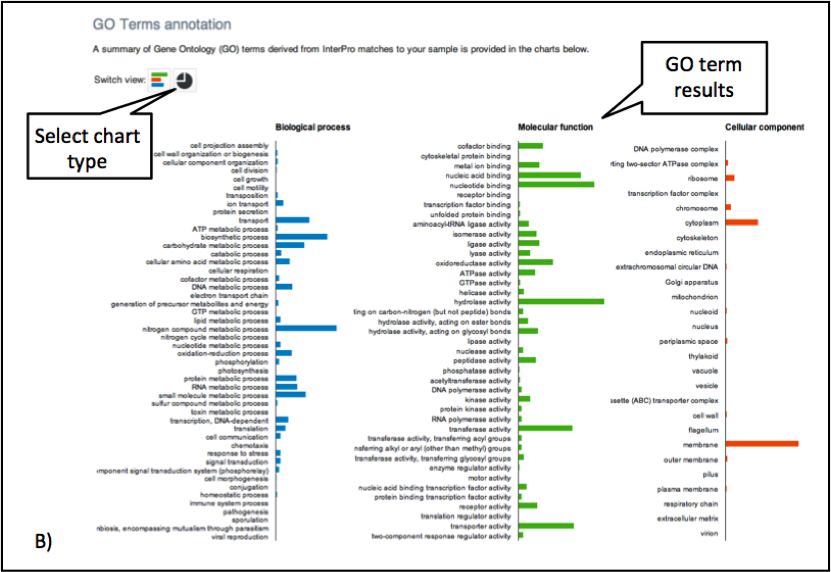 GO Terms annotation
A summary of Gene Ontology (GO) terms derived from InterPro matches to your sample is provided in the charts below.
Switch view:
Select chart
type
GO term
results
Biological process
cell projection assembly
cell wall organization or biogenesis
cellular component organization
cell division
cell growth
cell motility
transposition
ion transport
protein secretion
transport
ATP metabolic process
biosynthetic process
carbohydrate metabolic process
catabolic process
cellular amino acid metabolic process
cellular respiration
cofactor metabolic process
DNA metabolic process
electron transport chain
generation of precursor metabolites and energy
GTP metabolic process
lipid metabolic process
nitrogen compound metabolic process
nitrogen cycle metabolic process
nucleotide metabolic process
oxidation-reduction process
phosphorylation
photosynthesis
protein metabolic process
RNA metabolic process
small molecule metabolic process
sulfur compound metabolic process
toxin metabolic process
transcription, DNA-dependent
translation
cell communication
chemotaxis
response to stress
signal transduction
omponent signal transduction system (phosphorelay)
cell morphogenesis
conjugation
homeostatic process
immune system process
pathogenesis
sporulation
nbiosis, encompassing mutualism through parasitism
viral reproduction
Molecular function
cofactor binding
cytoskeletal protein binding
metal ion binding
nucleic acid binding
nucleotide binding
receptor binding
transcription factor binding
unfolded protein binding
aminoacyl-tRNA ligase activity
isomerase activity
ligase activity
lyase activity
oxidoreductase activity
ATPase activity
GTPase activity
helicase activity
hydrolase activity
ting on carbon-nitrogen (but not peptide) bonds
hydrolase activity, acting on ester bonds
hydrolase activity, acting on glycosyl bonds
lipase activity
nuclease activity
peptidase activity
phosphatase activity
acetyltransferase activity
DNA polymerase activity
kinase activity
protein kinase activity
RNA polymerase activity
transferase activity
transferase activity, transferring acyl groups
nsferring alkyl or aryl (other than methyl) groups
transferase activity, transferring glycosyl groups
enzyme regulator activity
motor activity
nucleic acid binding transcription factor activity
protein binding transcription factor activity
receptor activity
translation regulator activity
transporter activity
two-component response regulator activity
Cellular component
DNA polymerase complex
rting two-sector ATPase complex
ribosome
transcription factor complex
chromosome
cytoplasm
cytoskeleton
endoplasmic reticulum
extrachromosomal circular DNA
Golgi apparatus
mitochondrion
nucleoid
nucleus
periplasmic space
thylakoid
vacuole
vesicle
ssette (ABC) transporter complex
cell wall
flagellum
membrane
outer membrane
pilus
plasma membrane
respiratory chain
extracellular matrix
virion
B)